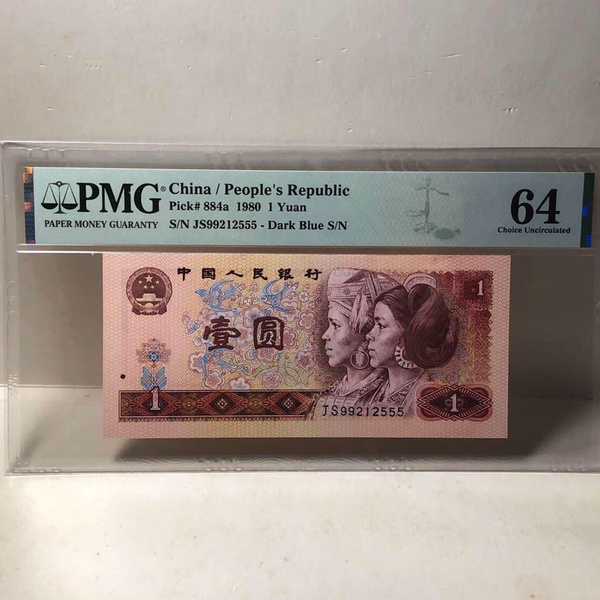 PMG®
PAPER MONEY GUARANTY
China / People's Republic
Pick# 884a 1980 1 Yuan
S/N JS99212555 - Dark Blue S/N
64
Choice Uncirculated
中国人民银行
1
壹圆
1
JS99212555
1